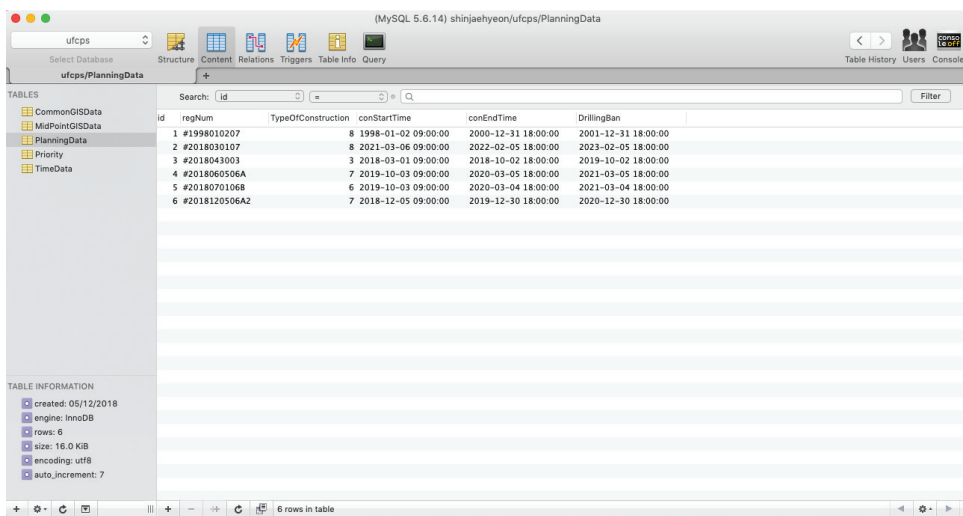 (MySQL 5.6.14) shinjaehyeon/ufcps/PlanningData
ufcps
Select Database
Structure Content Relations Triggers Table Info Query
Table History Users Console
conso
le off
ufcps/PlanningData
+
TABLES
CommonGISData
MidPointGISData
PlanningData
Priority
TimeData
Search: id = Filter
id regNum TypeOfConstruction conStartTime conEndTime DrillingBan
1 #1998010207 8 1998-01-02 09:00:00 2000-12-31 18:00:00 2001-12-31 18:00:00
2 #2018030107 8 2021-03-06 09:00:00 2022-02-05 18:00:00 2023-02-05 18:00:00
3 #2018043003 3 2018-03-01 09:00:00 2018-10-02 18:00:00 2019-10-02 18:00:00
4 #2018060506A 7 2019-10-03 09:00:00 2020-03-05 18:00:00 2021-03-05 18:00:00
5 #2018070106B 6 2019-10-03 09:00:00 2020-03-04 18:00:00 2021-03-04 18:00:00
6 #2018120506A2 7 2018-12-05 09:00:00 2019-12-30 18:00:00 2020-12-30 18:00:00
TABLE INFORMATION
created: 05/12/2018
engine: InnoDB
rows: 6
size: 16.0 KiB
encoding: utf8
auto_increment: 7
6 rows in table